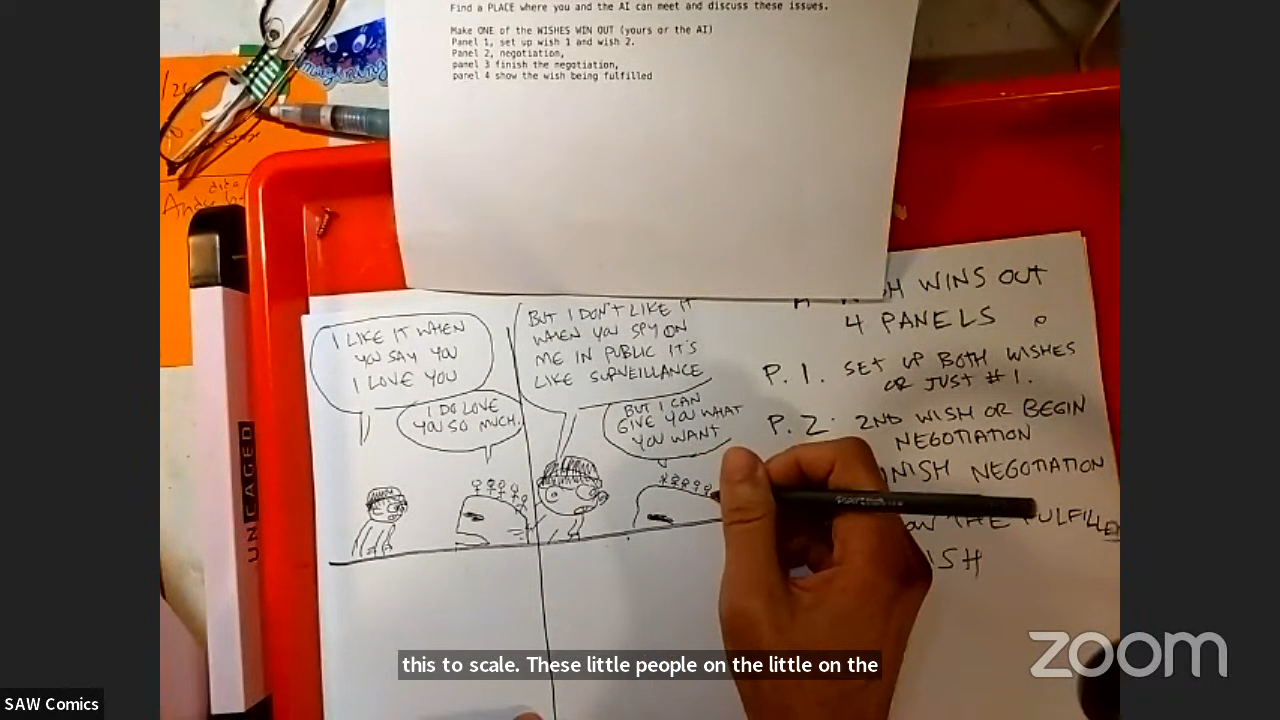 Find a PLACE where you and the AI can meet and discuss these issues.
Make ONE of the WISHES WIN OUT (yours or the AI)
Panel 1, set up wish 1 and wish 2.
Panel 2, negotiation,
panel 3 finish the negotiation,
panel 4 show the wish being fulfilled
imagining
UNCAGED
I LIKE IT WHEN
YOU SAY YOU
I LOVE YOU
I DO LOVE
YOU SO MUCH.
BUT I DON'T LIKE IT
WHEN YOU SPY ON
ME IN PUBLIC IT'S
LIKE SURVEILLANCE
BUT I CAN
GIVE YOU WHAT
YOU WANT
WINS OUT
4 PANELS
P. 1. SET UP BOTH WISHES
OR JUST #1.
P. 2. 2ND WISH OR BEGIN
NEGOTIATION
NISH NEGOTIATION
THE FULFILLED
ISH
this to scale. These little people on the little on the
zoom
SAW Comics